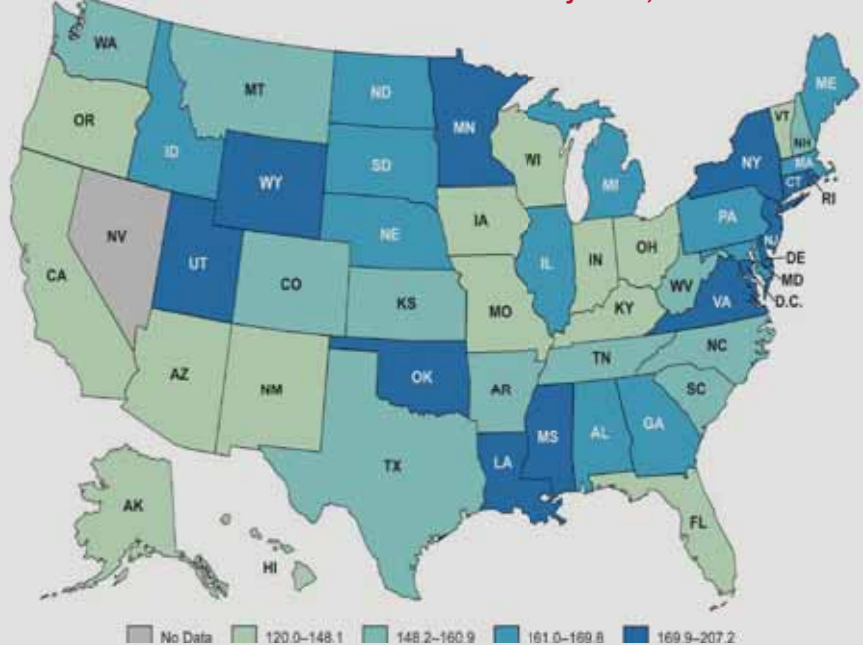 WA
MT
ND
MN
OR
ID
SD
WY
WI
MI
NY
VT
NH
ME
MA
CT
RI
NV
UT
CO
NE
IA
IL
IN
OH
PA
NJ
DE
MD
D.C.
CA
KS
MO
KY
WV
VA
AZ
NM
OK
AR
TN
NC
SC
TX
LA
MS
AL
GA
FL
AK
HI
No Data 120.0–148.1 148.2–160.9 161.0–169.8 169.9–207.2